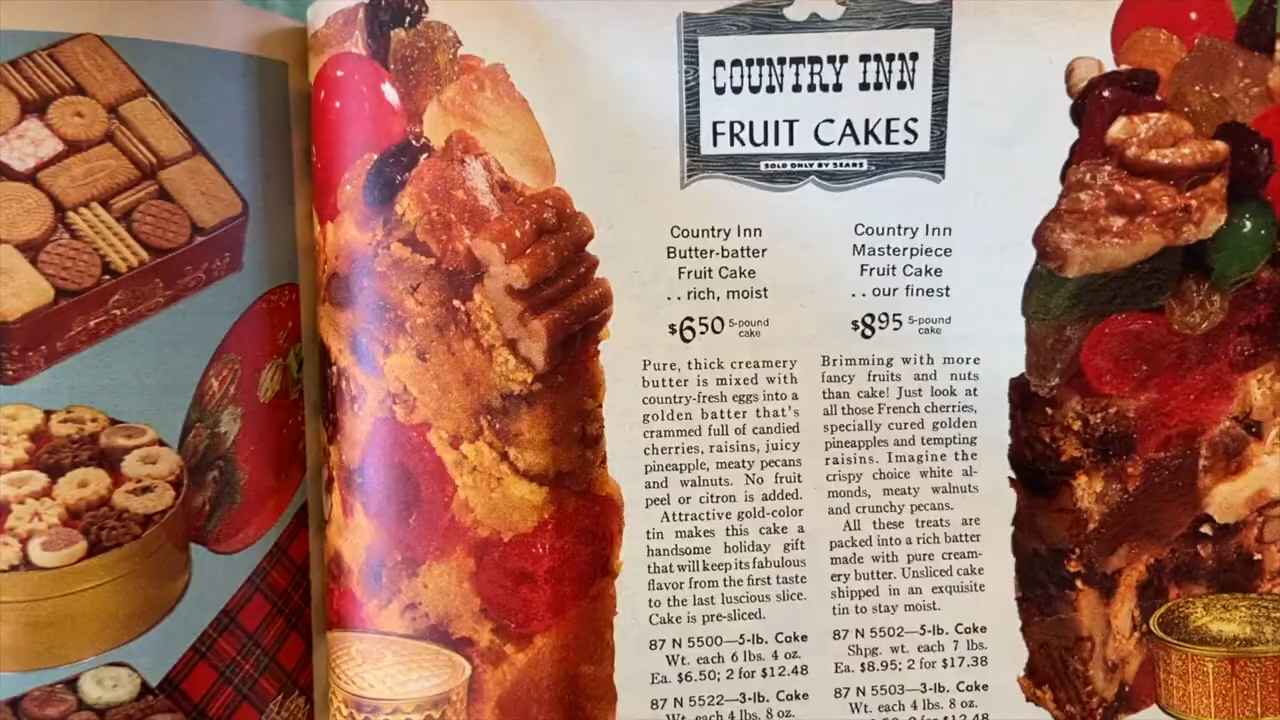 COUNTRY INN
FRUIT CAKES
SOLD ONLY BY SEARS
Country Inn
Butter-batter
Fruit Cake
. . rich, moist
$6 50 5-pound
cake
Pure, thick creamery
butter is mixed with
country-fresh eggs into a
golden batter that's
crammed full of candied
cherries, raisins, juicy
pineapple, meaty pecans
and walnuts. No fruit
peel or citron is added.
Attractive gold-color
tin makes this cake a
handsome holiday gift
that will keep its fabulous
flavor from the first taste
to the last luscious slice.
Cake is pre-sliced.
87 N 5500—5-lb. Cake
Wt. each 6 lbs. 4 oz.
Ea. $6.50; 2 for $12.48
87 N 5522—3-lb. Cake
Wt. each 4 lbs. 8 oz.
Country Inn
Masterpiece
Fruit Cake
. . our finest
$8 95 5-pound
cake
Brimming with more
fancy fruits and nuts
than cake! Just look at
all those French cherries,
specially cured golden
pineapples and tempting
raisins. Imagine the
crispy choice white al-
monds, meaty walnuts
and crunchy pecans.
All these treats are
packed into a rich batter
made with pure cream-
ery butter. Unsliced cake
shipped in an exquisite
tin to stay moist.
87 N 5502—5-lb. Cake
Shpg. wt. each 7 lbs.
Ea. $8.95; 2 for $17.38
87 N 5503—3-lb. Cake
Wt. each 4 lbs. 8 oz.
2 for $12.48